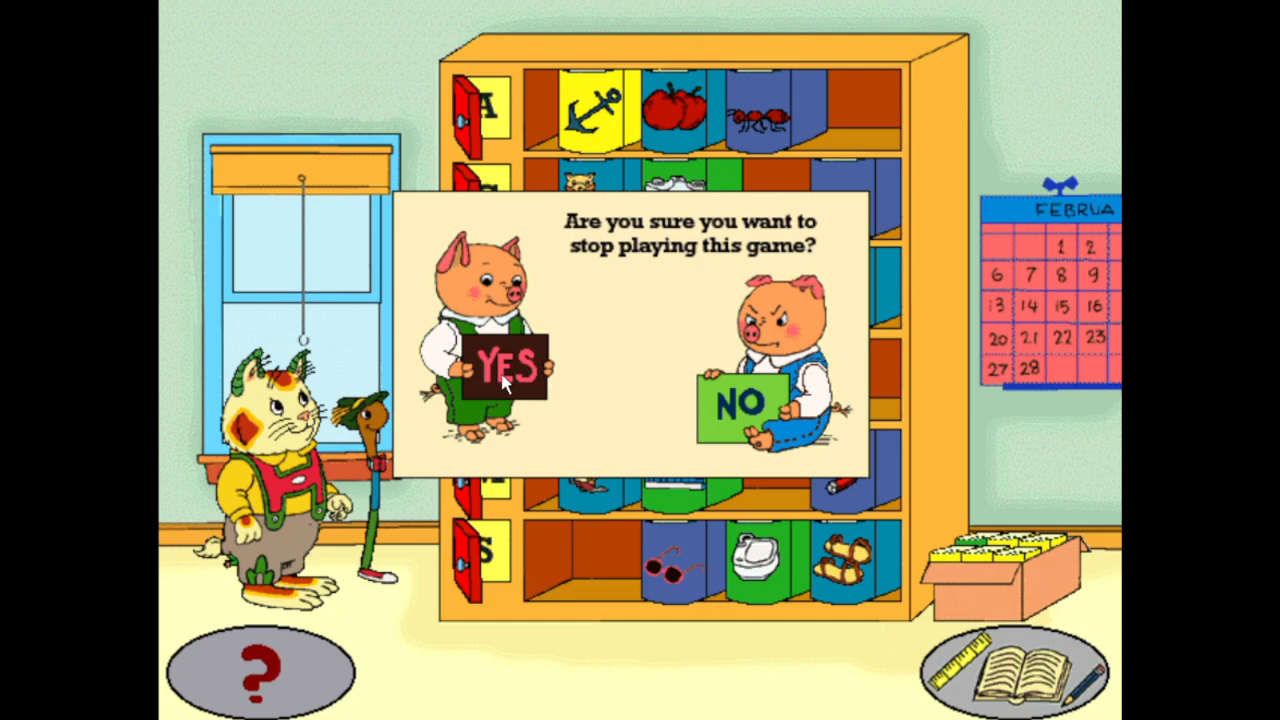 A
Are you sure you want to
stop playing this game?
YES
NO
S
FEBRUA
1 2
6 7 8 9
13 14 15 16
20 21 22 23
27 28
?